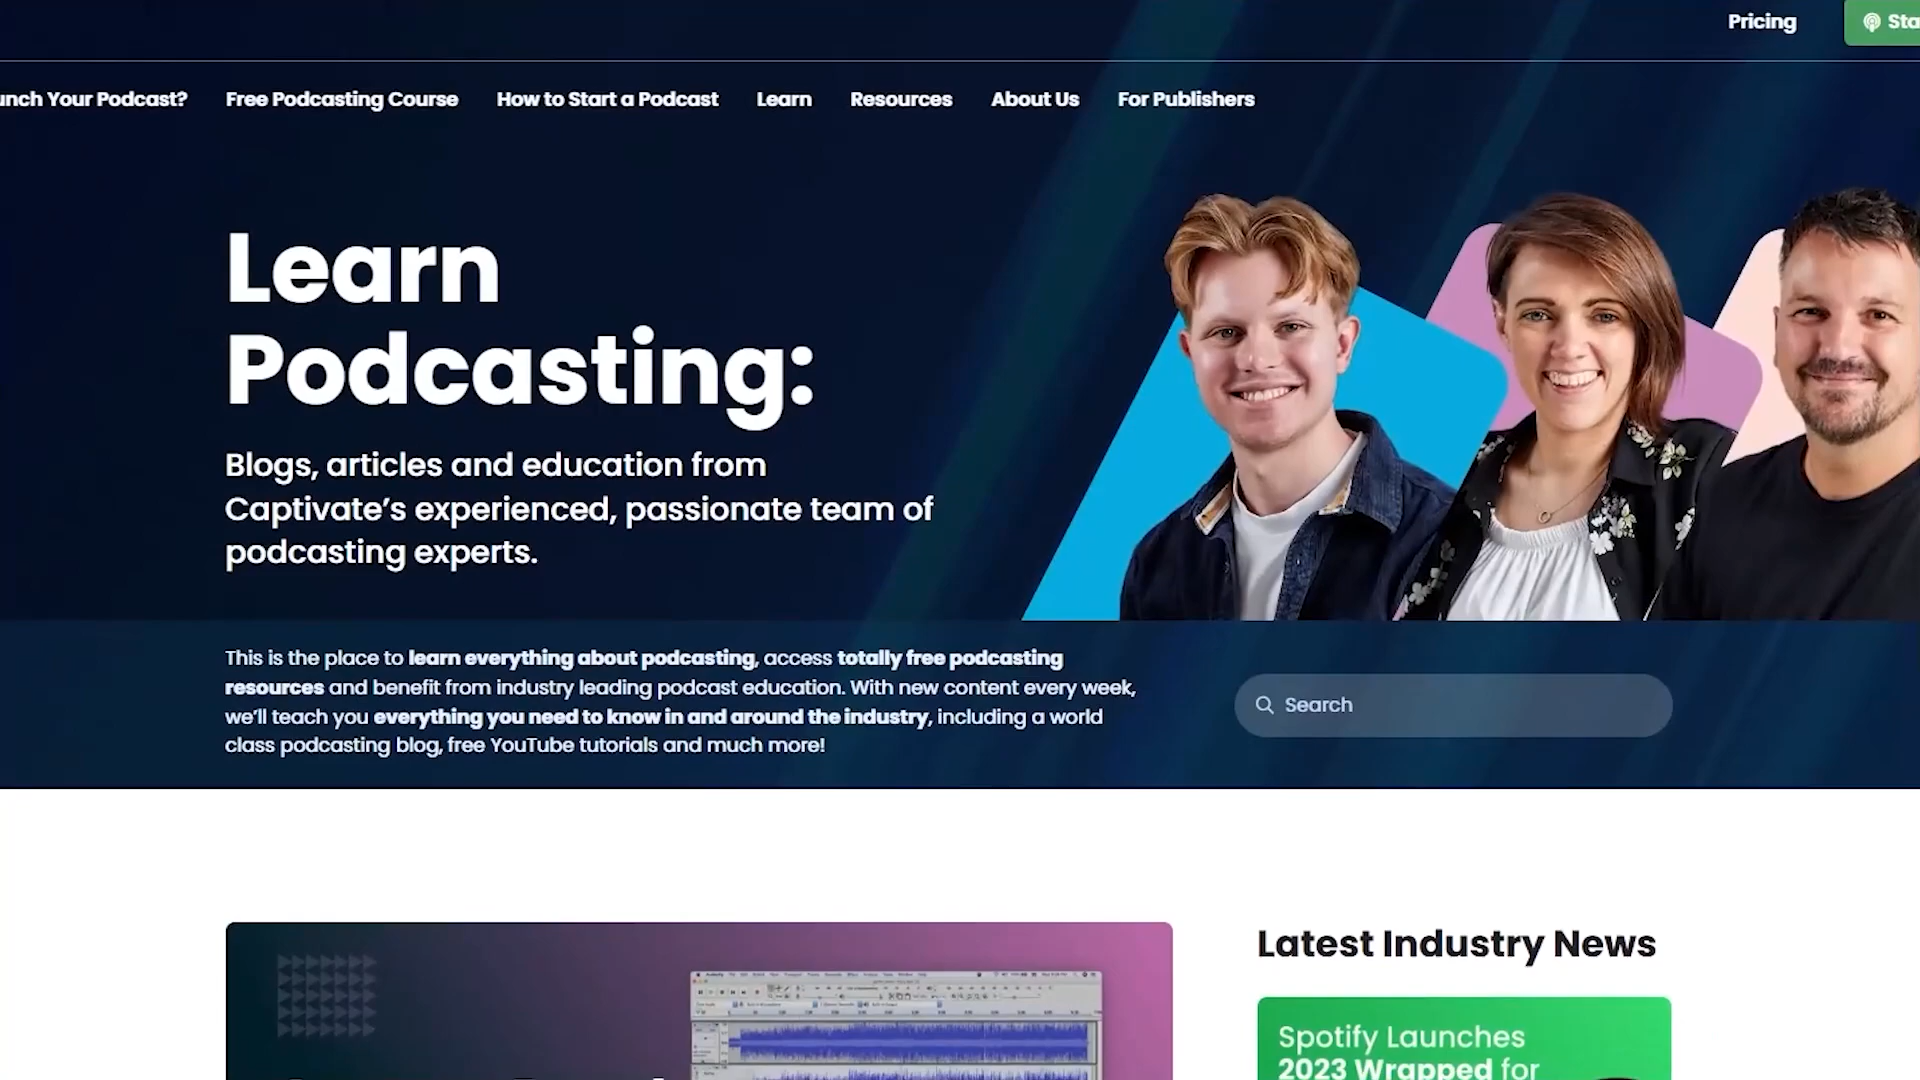 Pricing
Your Podcast?
Free Podcasting Course
How to Start a Podcast
Learn
Resources
About Us
For Publishers
Learn
Podcasting:
Blogs, articles and education from
Captivate’s experienced, passionate team of
podcasting experts.
This is the place to learn everything about podcasting, access totally free podcasting
resources and benefit from industry leading podcast education. With new content every week,
we’ll teach you everything you need to know in and around the industry, including a world
class podcasting blog, free YouTube tutorials and much more!
Search
Latest Industry News
Spotify Launches
2023 Wrapped for